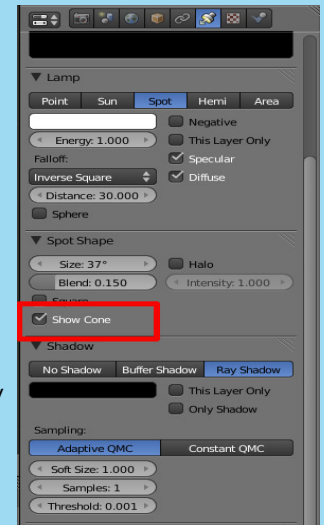 Lamp
Point Sun Spot Hemi Area
Negative
Energy: 1.000 This Layer Only
Falloff: Specular
Inverse Square Diffuse
Distance: 30.000
Sphere
Spot Shape
Size: 37° Halo
Blend: 0.150 Intensity: 1.000
Square
Show Cone
Shadow
No Shadow Buffer Shadow Ray Shadow
This Layer Only
Only Shadow
Sampling:
Adaptive QMC Constant QMC
Soft Size: 1.000
Samples: 1
Threshold: 0.001